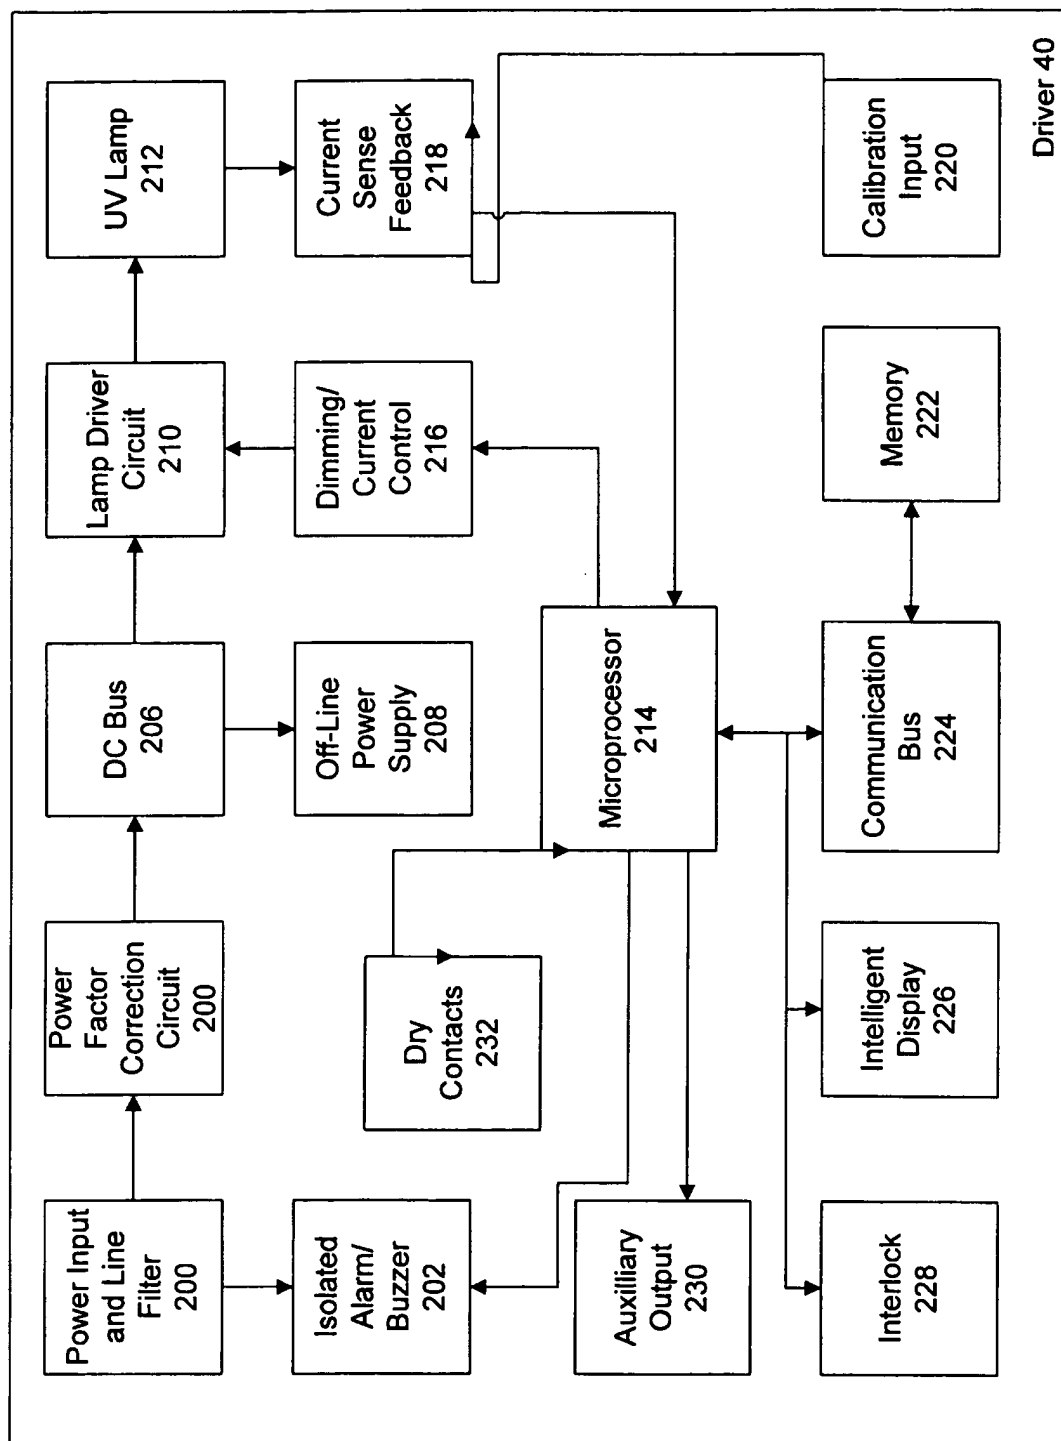 Power Input
and Line
Filter
200
Power
Factor
Correction
Circuit
200
DC Bus
206
Lamp Driver
Circuit
210
UV Lamp
212
Isolated
Alarm/
Buzzer
202
Off-Line
Power
Supply
208
Dimming/
Current
Control
216
Current
Sense
Feedback
218
Dry
Contacts
232
Auxilliary
Output
230
Microprocessor
214
Interlock
228
Intelligent
Display
226
Communication
Bus
224
Memory
222
Calibration
Input
220
Driver 40